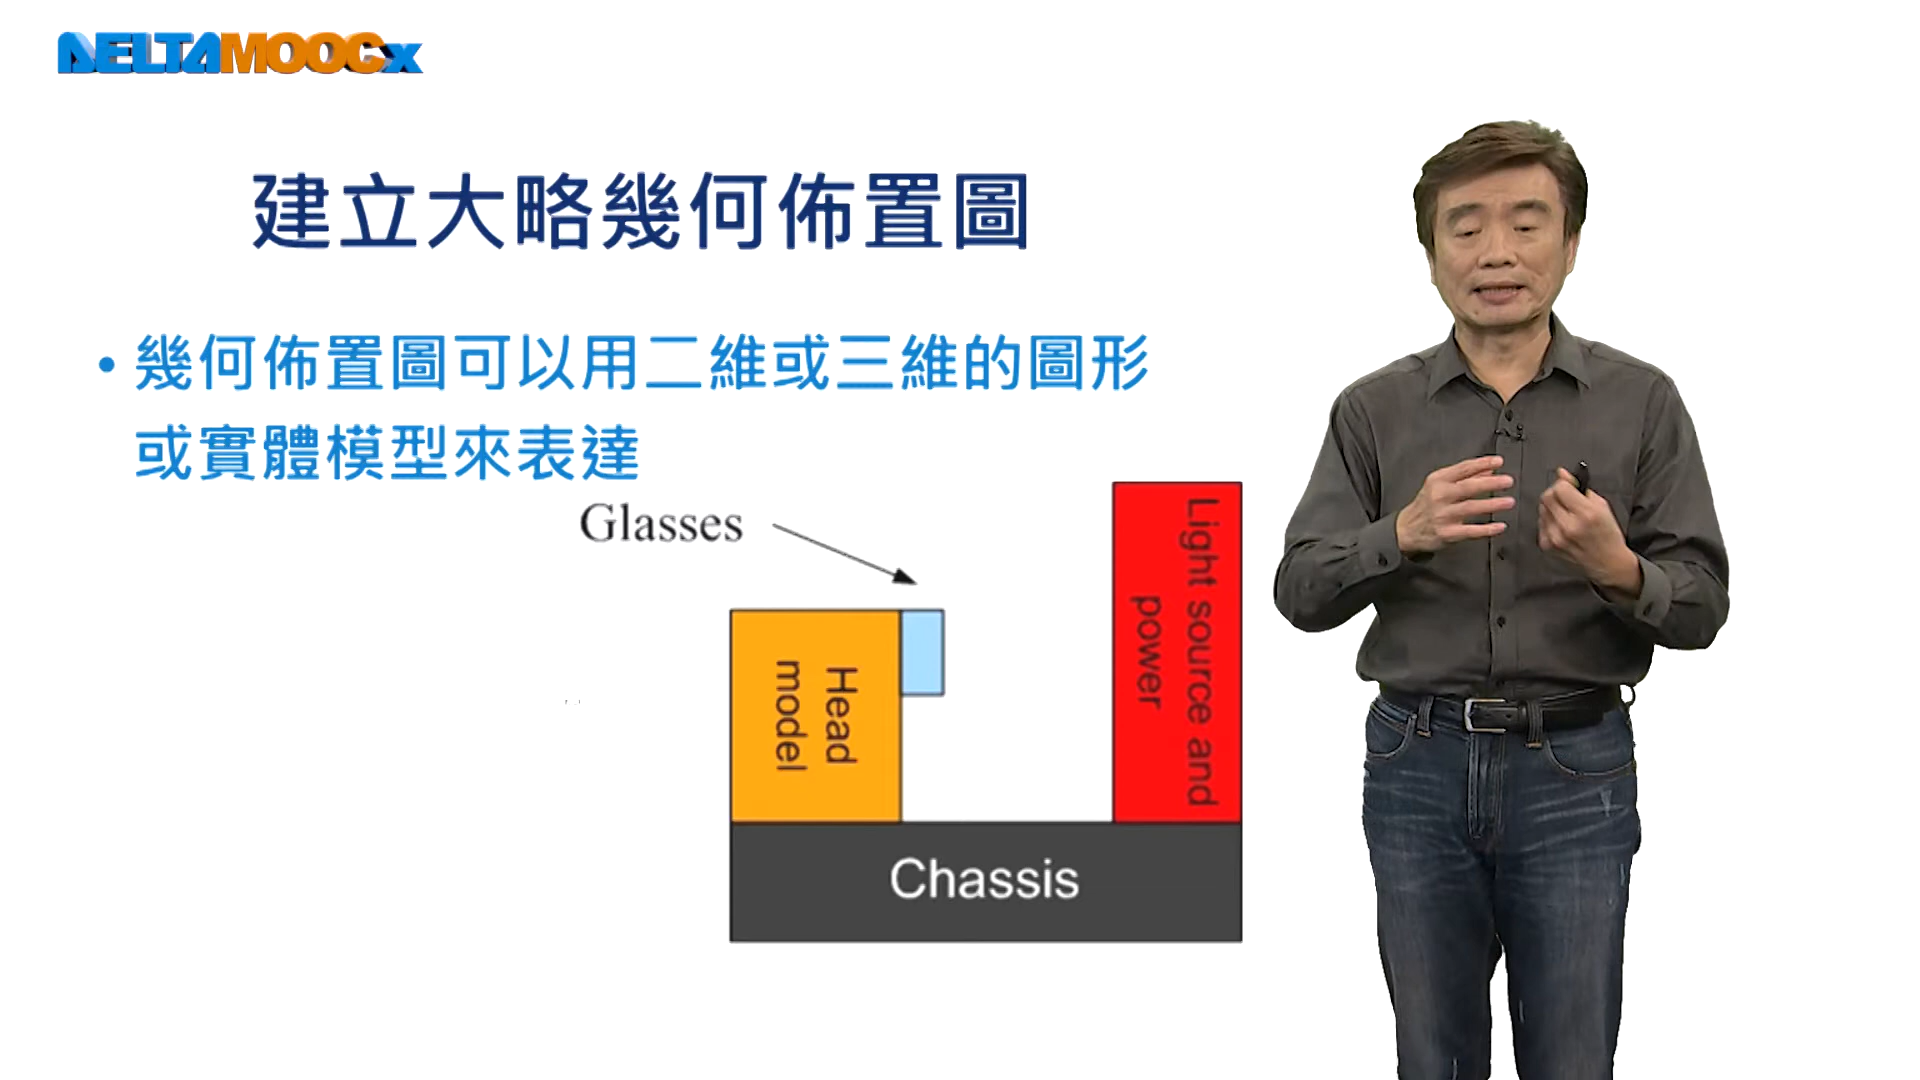 DELTAMOOCx
建立大略幾何佈置圖
• 幾何佈置圖可以用二維或三維的圖形
或實體模型來表達
Glasses
Light source and
power
Head
model
Chassis